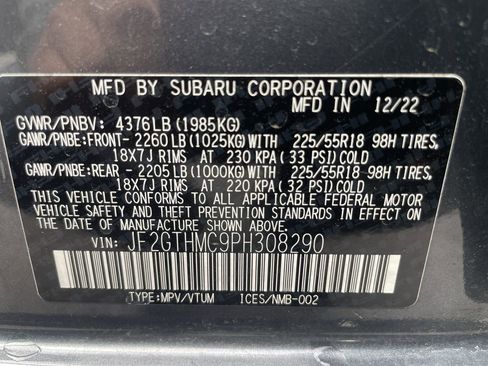 MFD BY SUBARU CORPORATION
GVWR/PNBV: 4376LB (1985KG) MFD IN 12/22
GAWR/PNBE:FRONT- 2260LB (1025KG) WITH 225/55R18 98H TIRES,
18X7J RIMS AT 230 KPA (33 PSI) COLD
GAWR/PNBE:REAR - 2205LB (1000KG) WITH 225/55R18 98H TIRES,
18X7J RIMS AT 220 KPA (32 PSI) COLD
THIS VEHICLE CONFORMS TO ALL APPLICABLE FEDERAL MOTOR
VEHICLE SAFETY AND THEFT PREVENTION STANDARDS IN EFFECT
ON THE DATE OF MANUFACTURE SHOWN ABOVE.
VIN: JF2GTHMC9PH308290
TYPE:MPV/VTUM ICES/NMB-002